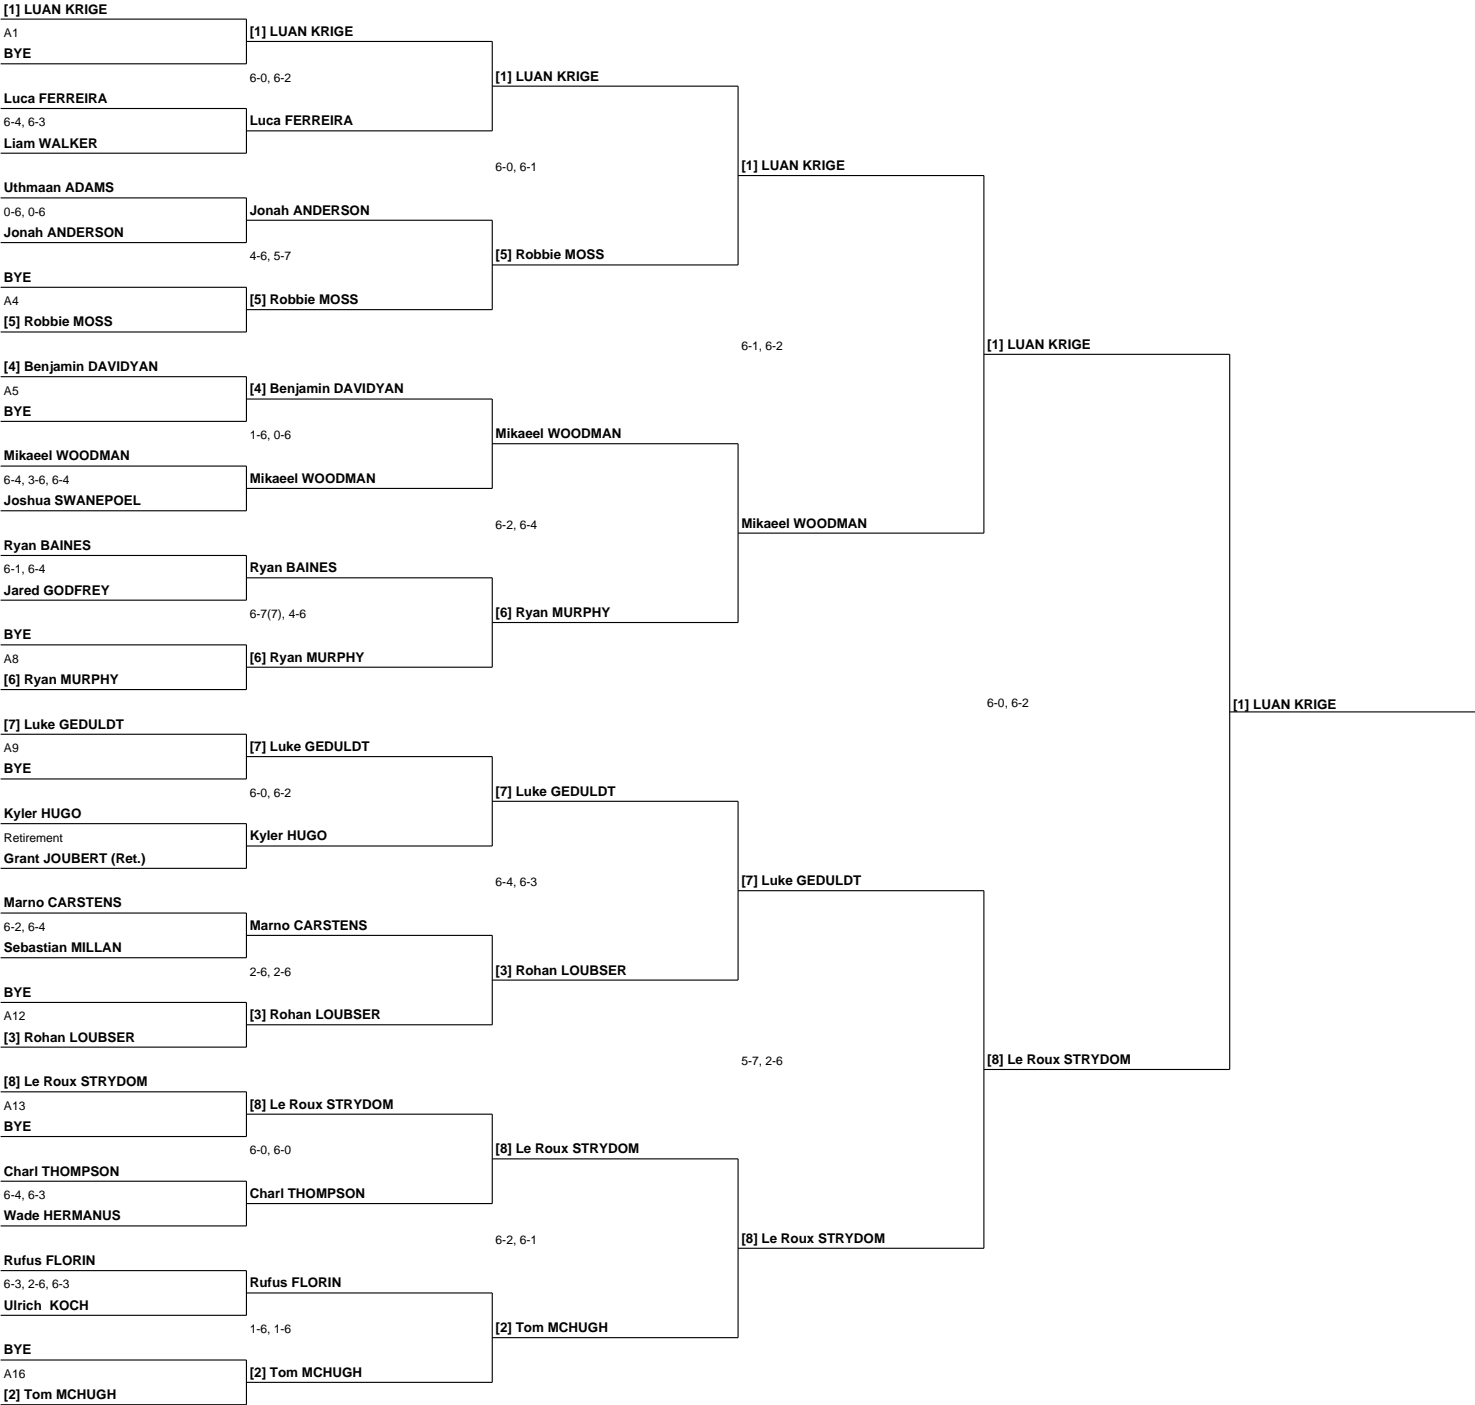 [1] LUAN KRIGE
A1
BYE
[1] LUAN KRIGE
6-0, 6-2
Luca FERREIRA
6-4, 6-3
Liam WALKER
Luca FERREIRA
[1] LUAN KRIGE
6-0, 6-1
Uthmaan ADAMS
0-6, 0-6
Jonah ANDERSON
Jonah ANDERSON
4-6, 5-7
BYE
A4
[5] Robbie MOSS
[5] Robbie MOSS
[5] Robbie MOSS
[1] LUAN KRIGE
6-1, 6-2
[4] Benjamin DAVIDYAN
A5
BYE
[4] Benjamin DAVIDYAN
1-6, 0-6
Mikaeel WOODMAN
6-4, 3-6, 6-4
Joshua SWANEPOEL
Mikaeel WOODMAN
Mikaeel WOODMAN
6-2, 6-4
Ryan BAINES
6-1, 6-4
Jared GODFREY
Ryan BAINES
6-7(7), 4-6
BYE
A8
[6] Ryan MURPHY
[6] Ryan MURPHY
[6] Ryan MURPHY
Mikaeel WOODMAN
[1] LUAN KRIGE
6-0, 6-2
[1] LUAN KRIGE
[7] Luke GEDULDT
A9
BYE
[7] Luke GEDULDT
6-0, 6-2
Kyler HUGO
Retirement
Grant JOUBERT (Ret.)
Kyler HUGO
[7] Luke GEDULDT
6-4, 6-3
Marno CARSTENS
6-2, 6-4
Sebastian MILLAN
Marno CARSTENS
2-6, 2-6
BYE
A12
[3] Rohan LOUBSER
[3] Rohan LOUBSER
[3] Rohan LOUBSER
[7] Luke GEDULDT
5-7, 2-6
[8] Le Roux STRYDOM
[8] Le Roux STRYDOM
A13
BYE
[8] Le Roux STRYDOM
6-0, 6-0
Charl THOMPSON
6-4, 6-3
Wade HERMANUS
Charl THOMPSON
[8] Le Roux STRYDOM
6-2, 6-1
[8] Le Roux STRYDOM
Rufus FLORIN
6-3, 2-6, 6-3
Ulrich  KOCH
Rufus FLORIN
1-6, 1-6
BYE
A16
[2] Tom MCHUGH
[2] Tom MCHUGH
[2] Tom MCHUGH